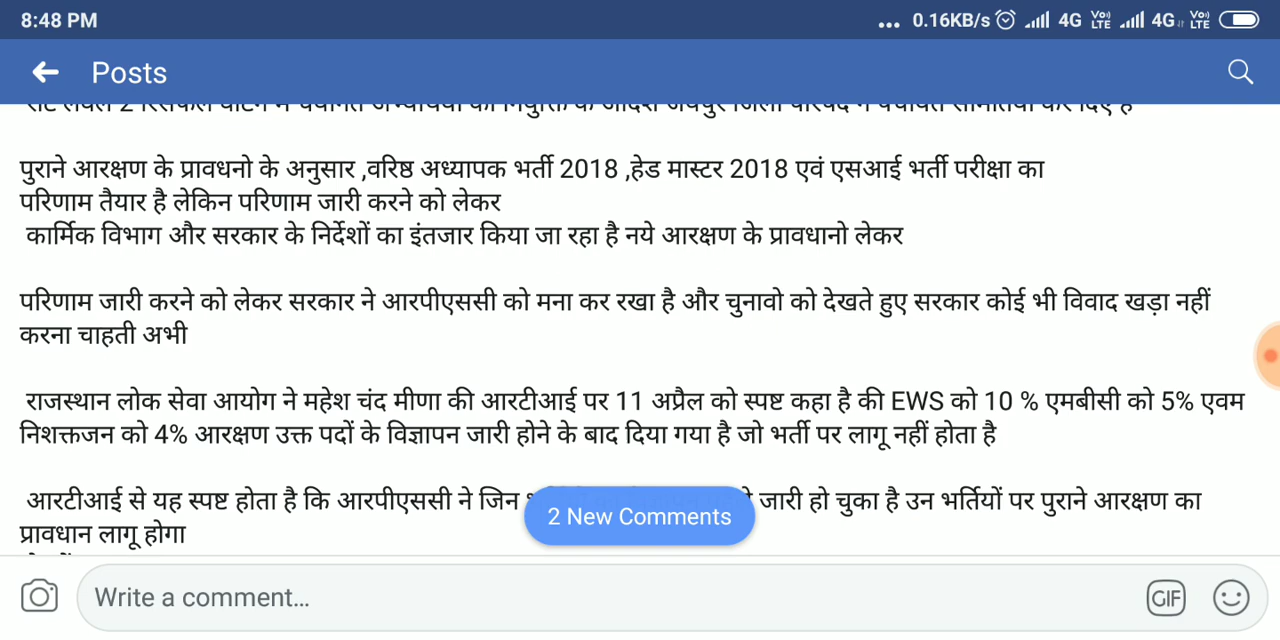 8:48 PM
... 0.16KB/s 4G VoLTE 4G VoLTE
Posts
पुराने आरक्षण के प्रावधनो के अनुसार ,वरिष्ठ अध्यापक भर्ती 2018 ,हेड मास्टर 2018 एवं एसआई भर्ती परीक्षा का
परिणाम तैयार है लेकिन परिणाम जारी करने को लेकर
कार्मिक विभाग और सरकार के निर्देशों का इंतजार किया जा रहा है नये आरक्षण के प्रावधानो लेकर
परिणाम जारी करने को लेकर सरकार ने आरपीएससी को मना कर रखा है और चुनावो को देखते हुए सरकार कोई भी विवाद खड़ा नहीं
करना चाहती अभी
राजस्थान लोक सेवा आयोग ने महेश चंद मीणा की आरटीआई पर 11 अप्रैल को स्पष्ट कहा है की EWS को 10 % एमबीसी को 5% एवम
निशक्तजन को 4% आरक्षण उक्त पदों के विज्ञापन जारी होने के बाद दिया गया है जो भर्ती पर लागू नहीं होता है
आरटीआई से यह स्पष्ट होता है कि आरपीएससी ने जिन जारी हो चुका है उन भर्तियों पर पुराने आरक्षण का
2 New Comments
प्रावधान लागू होगा
Write a comment...
GIF